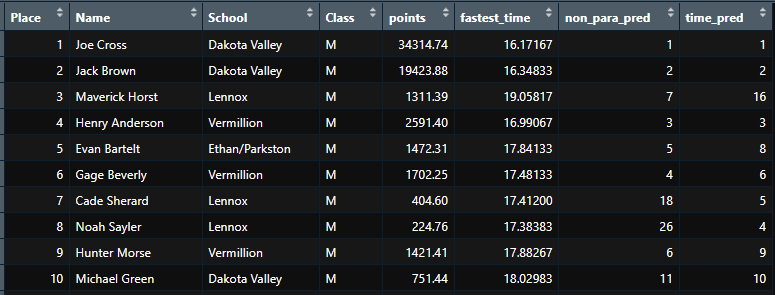 Place Name School Class points fastest_time non_para_pred time_pred
1 Joe Cross Dakota Valley M 34314.74 16.17167 1 1
2 Jack Brown Dakota Valley M 19423.88 16.34833 2 2
3 Maverick Horst Lennox M 1311.39 19.05817 7 16
4 Henry Anderson Vermillion M 2591.40 16.99067 3 3
5 Evan Bartelt Ethan/Parkston M 1472.31 17.84133 5 8
6 Gage Beverly Vermillion M 1702.25 17.48133 4 6
7 Cade Sherard Lennox M 404.60 17.41200 18 5
8 Noah Sayler Lennox M 224.76 17.38383 26 4
9 Hunter Morse Vermillion M 1421.41 17.88267 6 9
10 Michael Green Dakota Valley M 751.44 18.02983 11 10